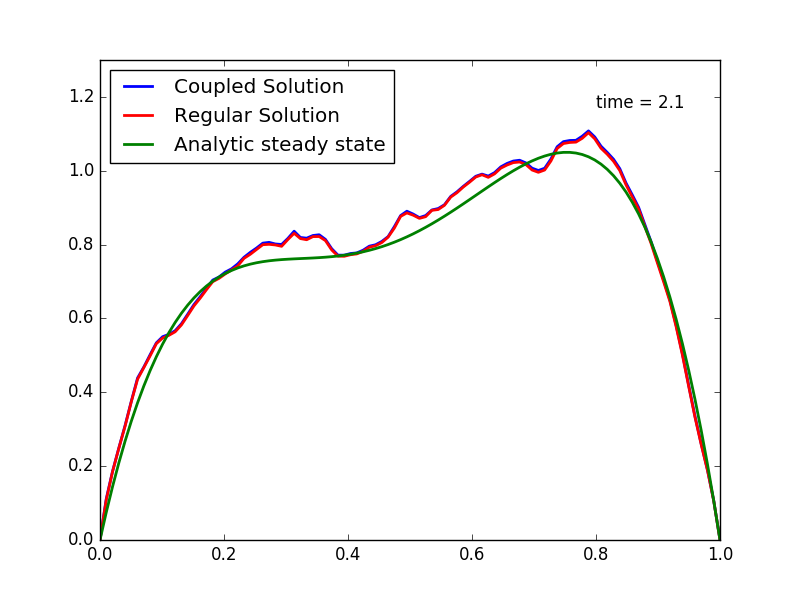 Coupled Solution
Regular Solution
Analytic steady state
time = 2.1
1.2
1.0
0.8
0.6
0.4
0.2
0.0
0.0 0.2 0.4 0.6 0.8 1.0